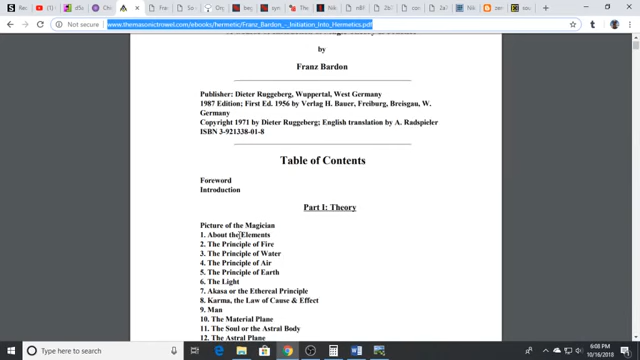 Not secure
www.themasonictrowel.com/ebooks/hermetic/Franz_Bardon_-_Initiation_Into_Hermetics.pdf
by
Franz Bardon
Publisher: Dieter Ruggeberg, Wuppertal, West Germany
1987 Edition; First Ed. 1956 by Verlag H. Bauer, Freiburg, Breisgau, W.
Germany
Copyright 1971 by Dieter Ruggeberg; English translation by A. Radspieler
ISBN 3-921338-01-8
Table of Contents
Foreword
Introduction
Part I: Theory
Picture of the Magician
1. About the Elements
2. The Principle of Fire
3. The Principle of Water
4. The Principle of Air
5. The Principle of Earth
6. The Light
7. Akasa or the Ethereal Principle
8. Karma, the Law of Cause & Effect
9. Man
10. The Material Plane
11. The Soul or the Astral Body
12. The Astral Plane
Type here to search
6:08 PM
10/16/2018